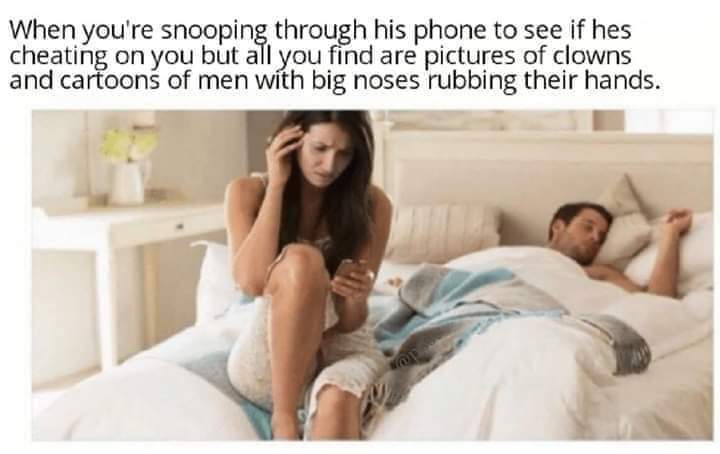 When you're snooping through his phone to see if hes
cheating on you but all you find are pictures of clowns
and cartoons of men with big noses rubbing their hands.